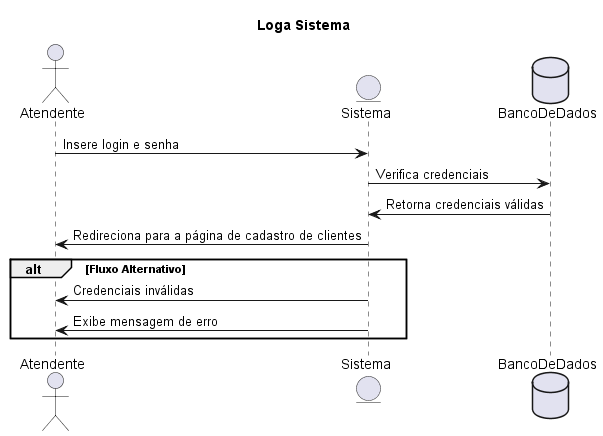 Loga Sistema
Atendente
Sistema
BancoDeDados
Insere login e senha
Verifica credenciais
Retorna credenciais válidas
Redireciona para a página de cadastro de clientes
alt [Fluxo Alternativo]
Credenciais inválidas
Exibe mensagem de erro
Atendente
Sistema
BancoDeDados